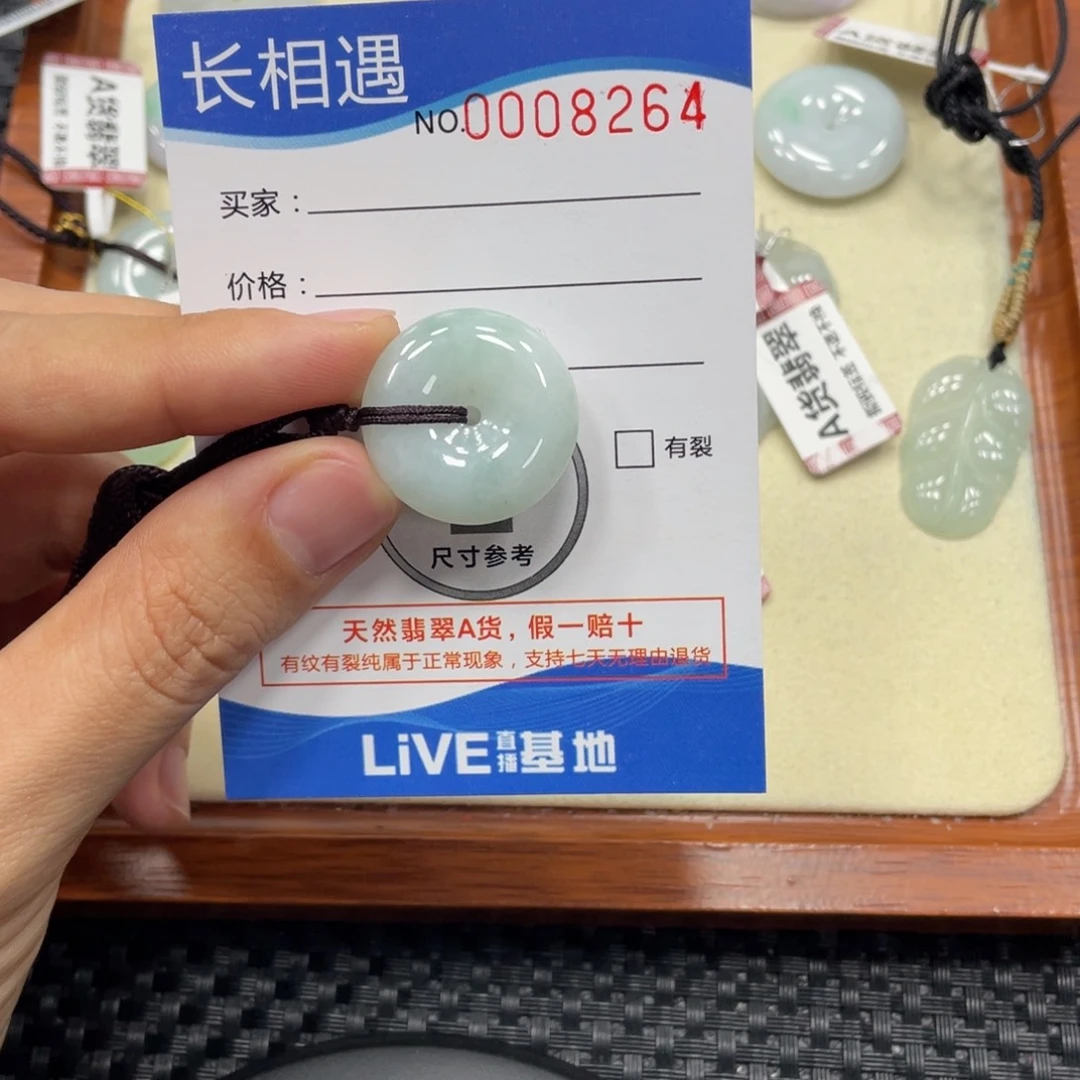 长相遇
NO.0008264
买家：
价格：
有裂
尺寸参考
天然翡翠A货，假一赔十
有纹有裂纯属于正常现象，支持七天无理由退货
LiVE直播基地
A货翡翠
A货翡翠